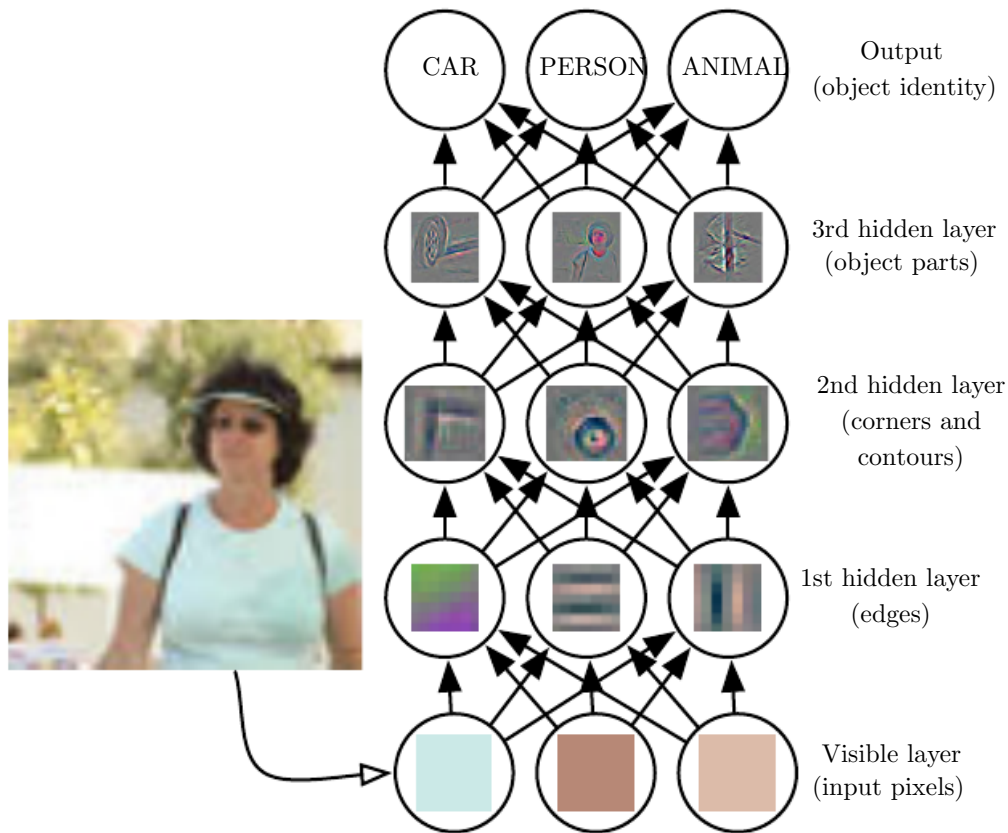 CAR
PERSON
ANIMAL
Output
(object identity)
3rd hidden layer
(object parts)
2nd hidden layer
(corners and
contours)
1st hidden layer
(edges)
Visible layer
(input pixels)